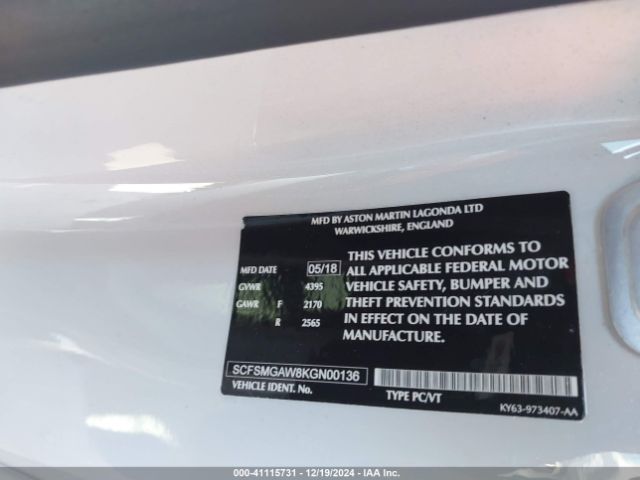 MFD BY ASTON MARTIN LAGONDA LTD
WARWICKSHIRE, ENGLAND
MFD DATE 05/18
GVWR 4395
GAWR F 2170
R 2565
THIS VEHICLE CONFORMS TO
ALL APPLICABLE FEDERAL MOTOR
VEHICLE SAFETY, BUMPER AND
THEFT PREVENTION STANDARDS
IN EFFECT ON THE DATE OF
MANUFACTURE.
SCFSMGAW8KGN00136
VEHICLE IDENT. No.
TYPE PC/VT
KY63-973407-AA
000-41115731 - 12/19/2024 - IAA Inc.